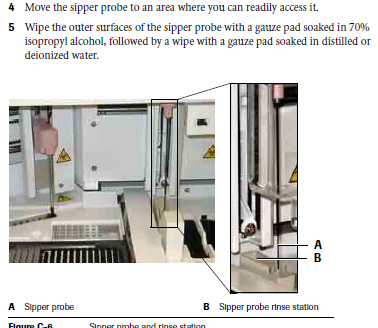 4 Move the sipper probe to an area where you can readily access it.
5 Wipe the outer surfaces of the sipper probe with a gauze pad soaked in 70%
isopropyl alcohol, followed by a wipe with a gauze pad soaked in distilled or
deionized water.
A
B
A Sipper probe
B Sipper probe rinse station
Figure C-6 Sipper probe and rinse station